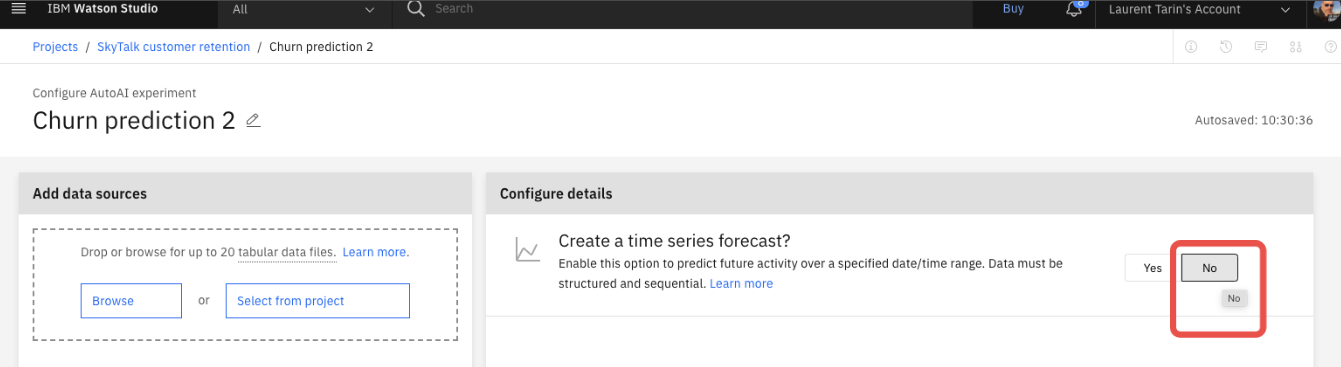 IBM Watson Studio
All
Search
Buy
Laurent Tarin's Account
Projects / SkyTalk customer retention / Churn prediction 2
Configure AutoAI experiment
Churn prediction 2
Autosaved: 10:30:36
Add data sources
Drop or browse for up to 20 tabular data files. Learn more.
Browse or Select from project
Configure details
Create a time series forecast?
Enable this option to predict future activity over a specified date/time range. Data must be
structured and sequential. Learn more
Yes No
No